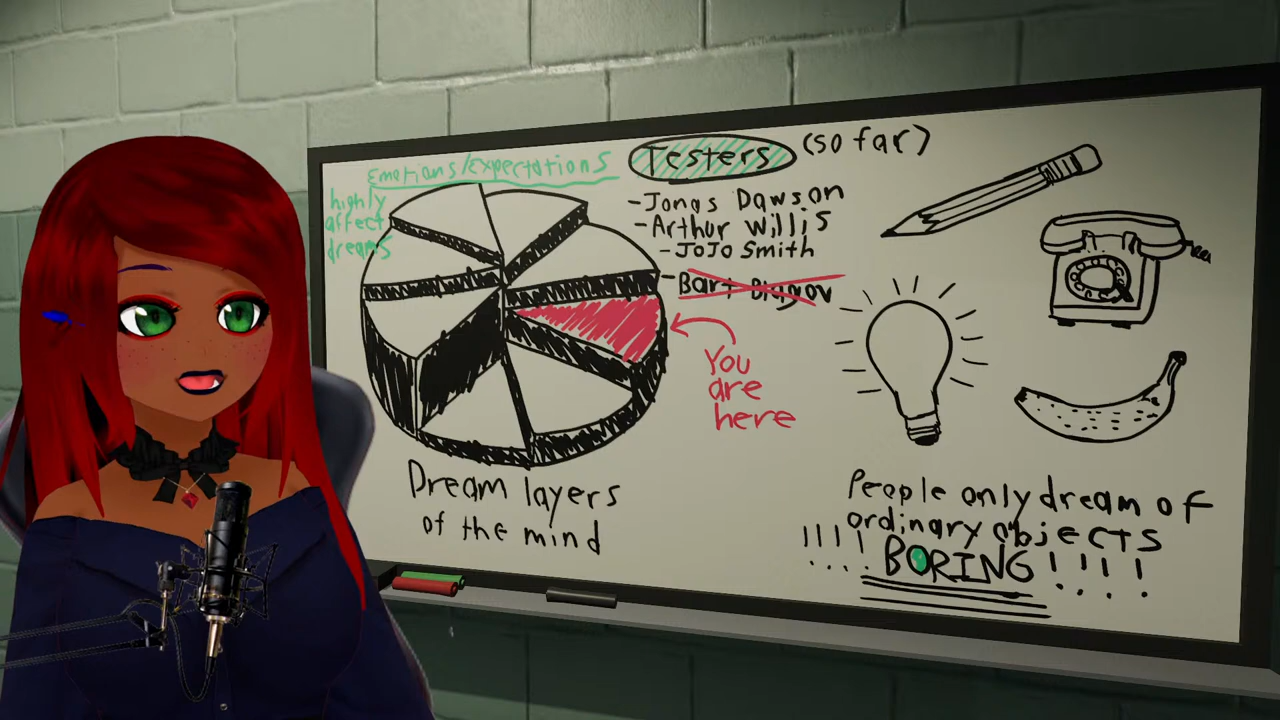 Emotions/expectations
highly
affect
dreams
Testers (so far)
- Jonas Dawson
- Arthur Willis
- JoJo Smith
- Bart
You
are
here
Dream layers
of the mind
People only dream of
ordinary objects
!!!! BORING !!!!